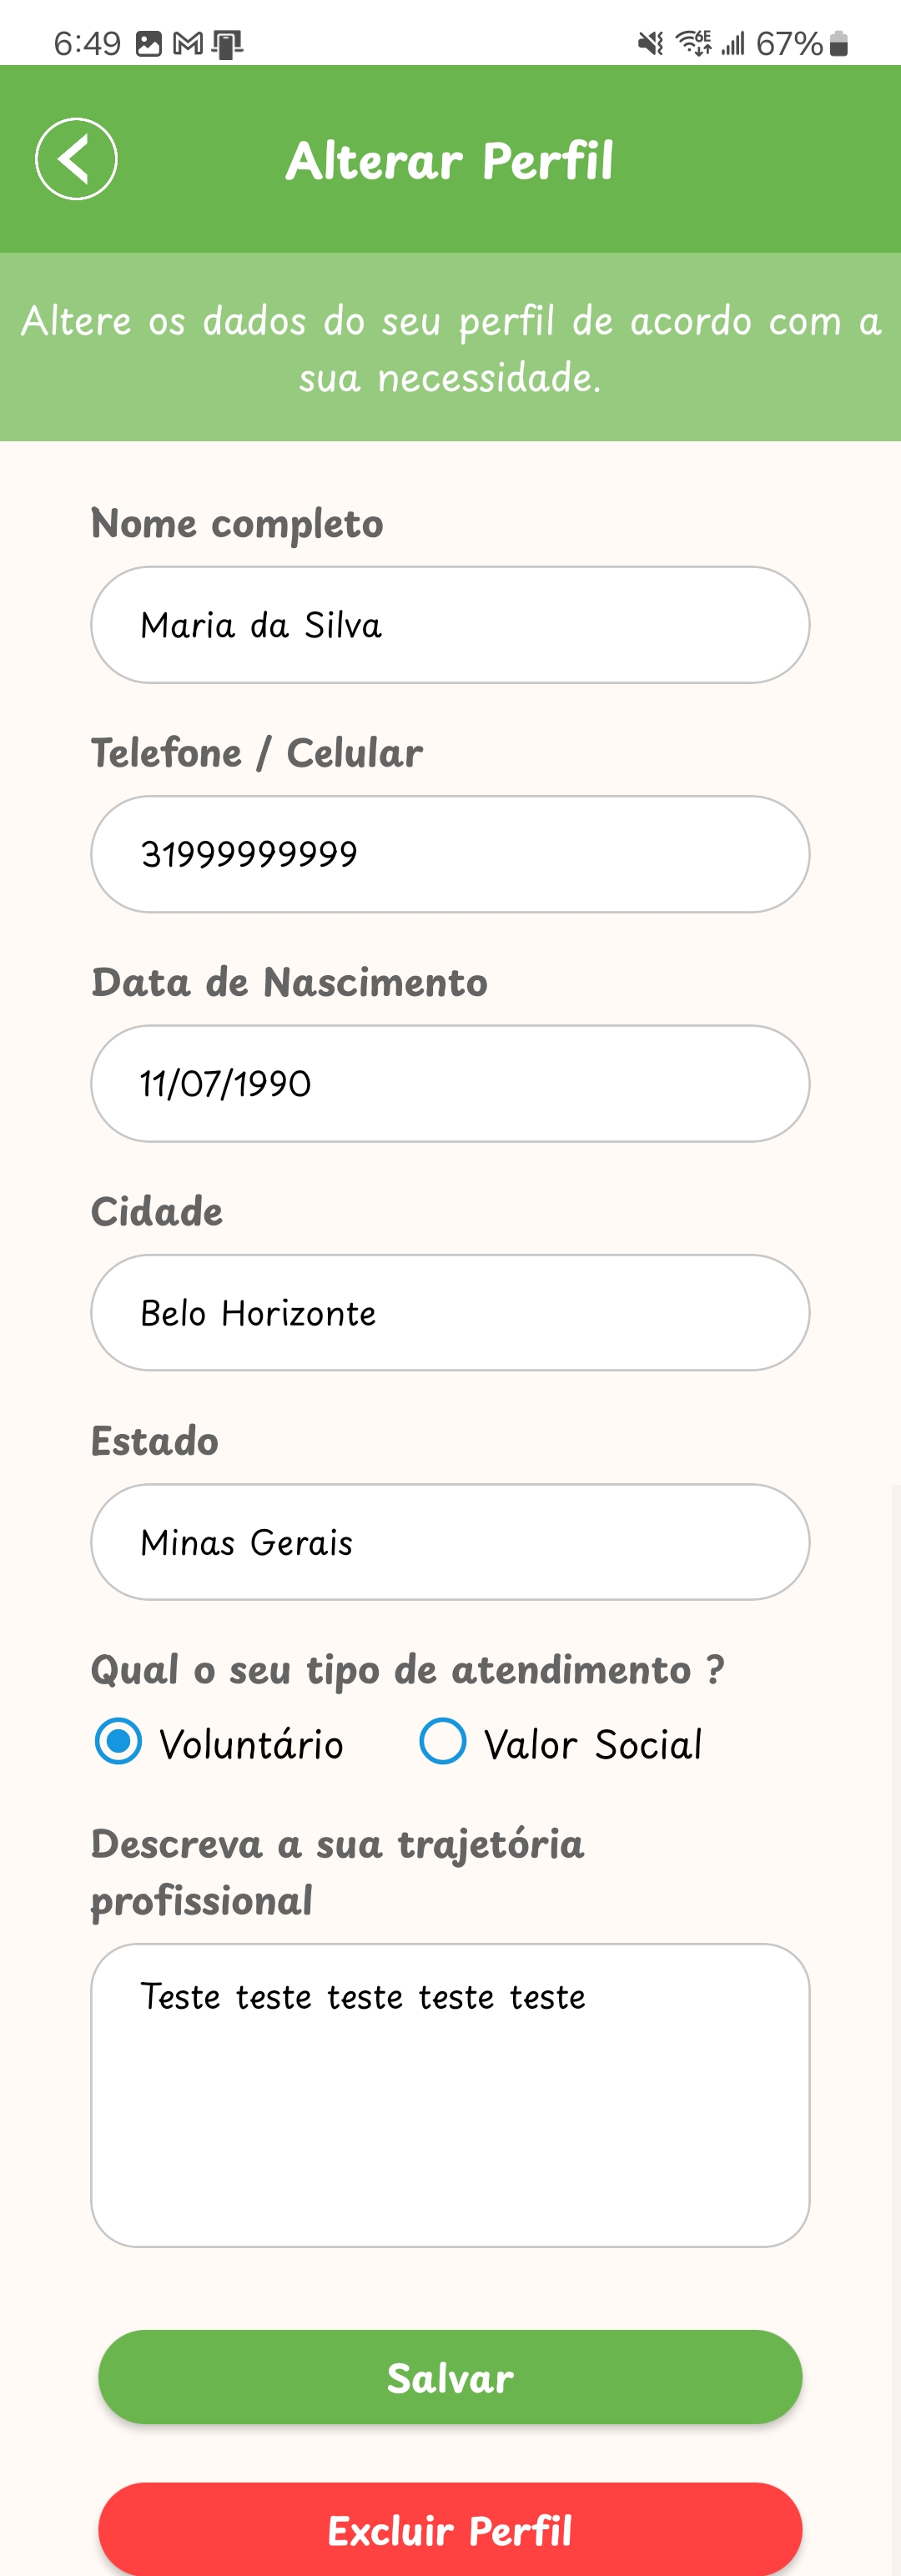 6:49
6E
67%
Alterar Perfil
Altere os dados do seu perfil de acordo com a
sua necessidade.
Nome completo
Maria da Silva
Telefone / Celular
31999999999
Data de Nascimento
11/07/1990
Cidade
Belo Horizonte
Estado
Minas Gerais
Qual o seu tipo de atendimento ?
Voluntário Valor Social
Descreva a sua trajetória
profissional
Teste teste teste teste teste
Salvar
Excluir Perfil